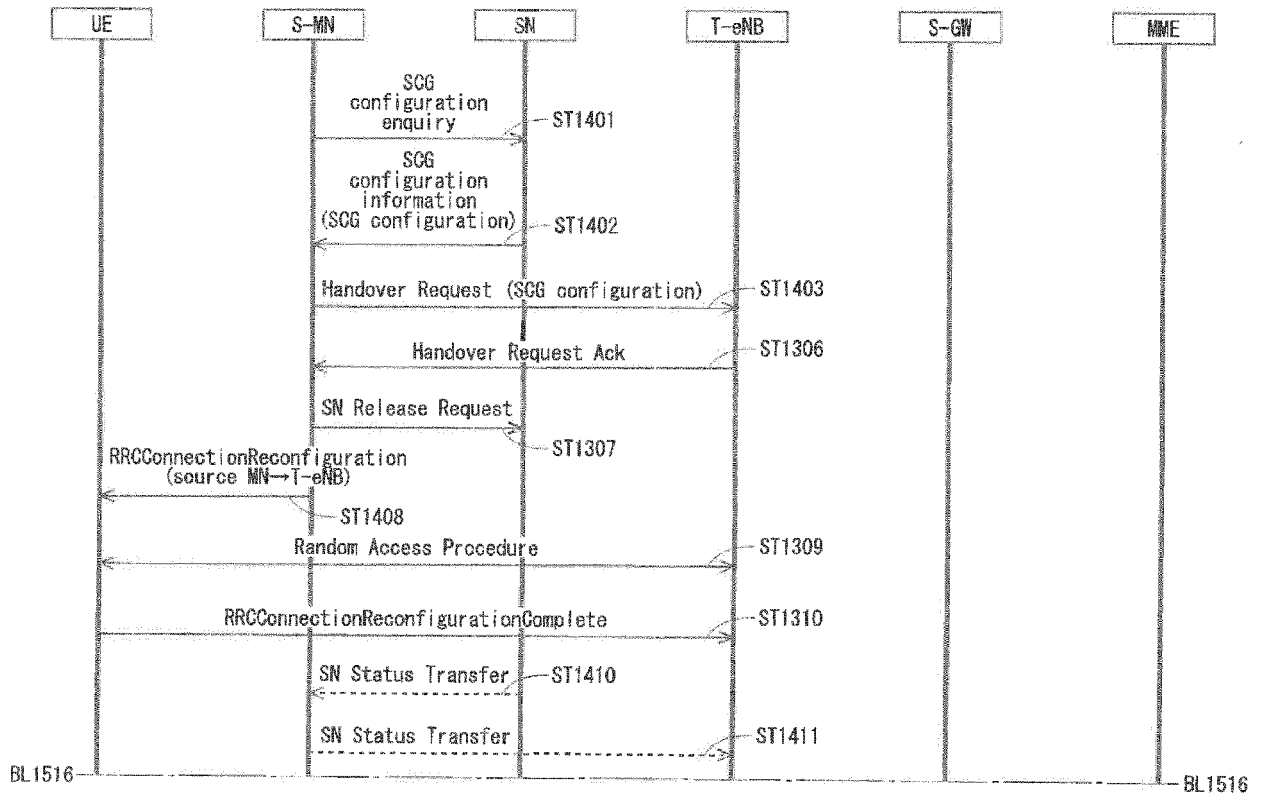 UE S-MN SN T-eNB S-GW MME
SCG
configuration
enquiry
ST1401
SCG
configuration
information
(SCG configuration)
ST1402
Handover Request (SCG configuration)
ST1403
Handover Request Ack
ST1306
SN Release Request
ST1307
RRCConnectionReconfiguration
(source MN→T-eNB)
ST1408
Random Access Procedure
ST1309
RRCConnectionReconfigurationComplete
ST1310
SN Status Transfer
ST1410
SN Status Transfer
ST1411
BL1516
BL1516